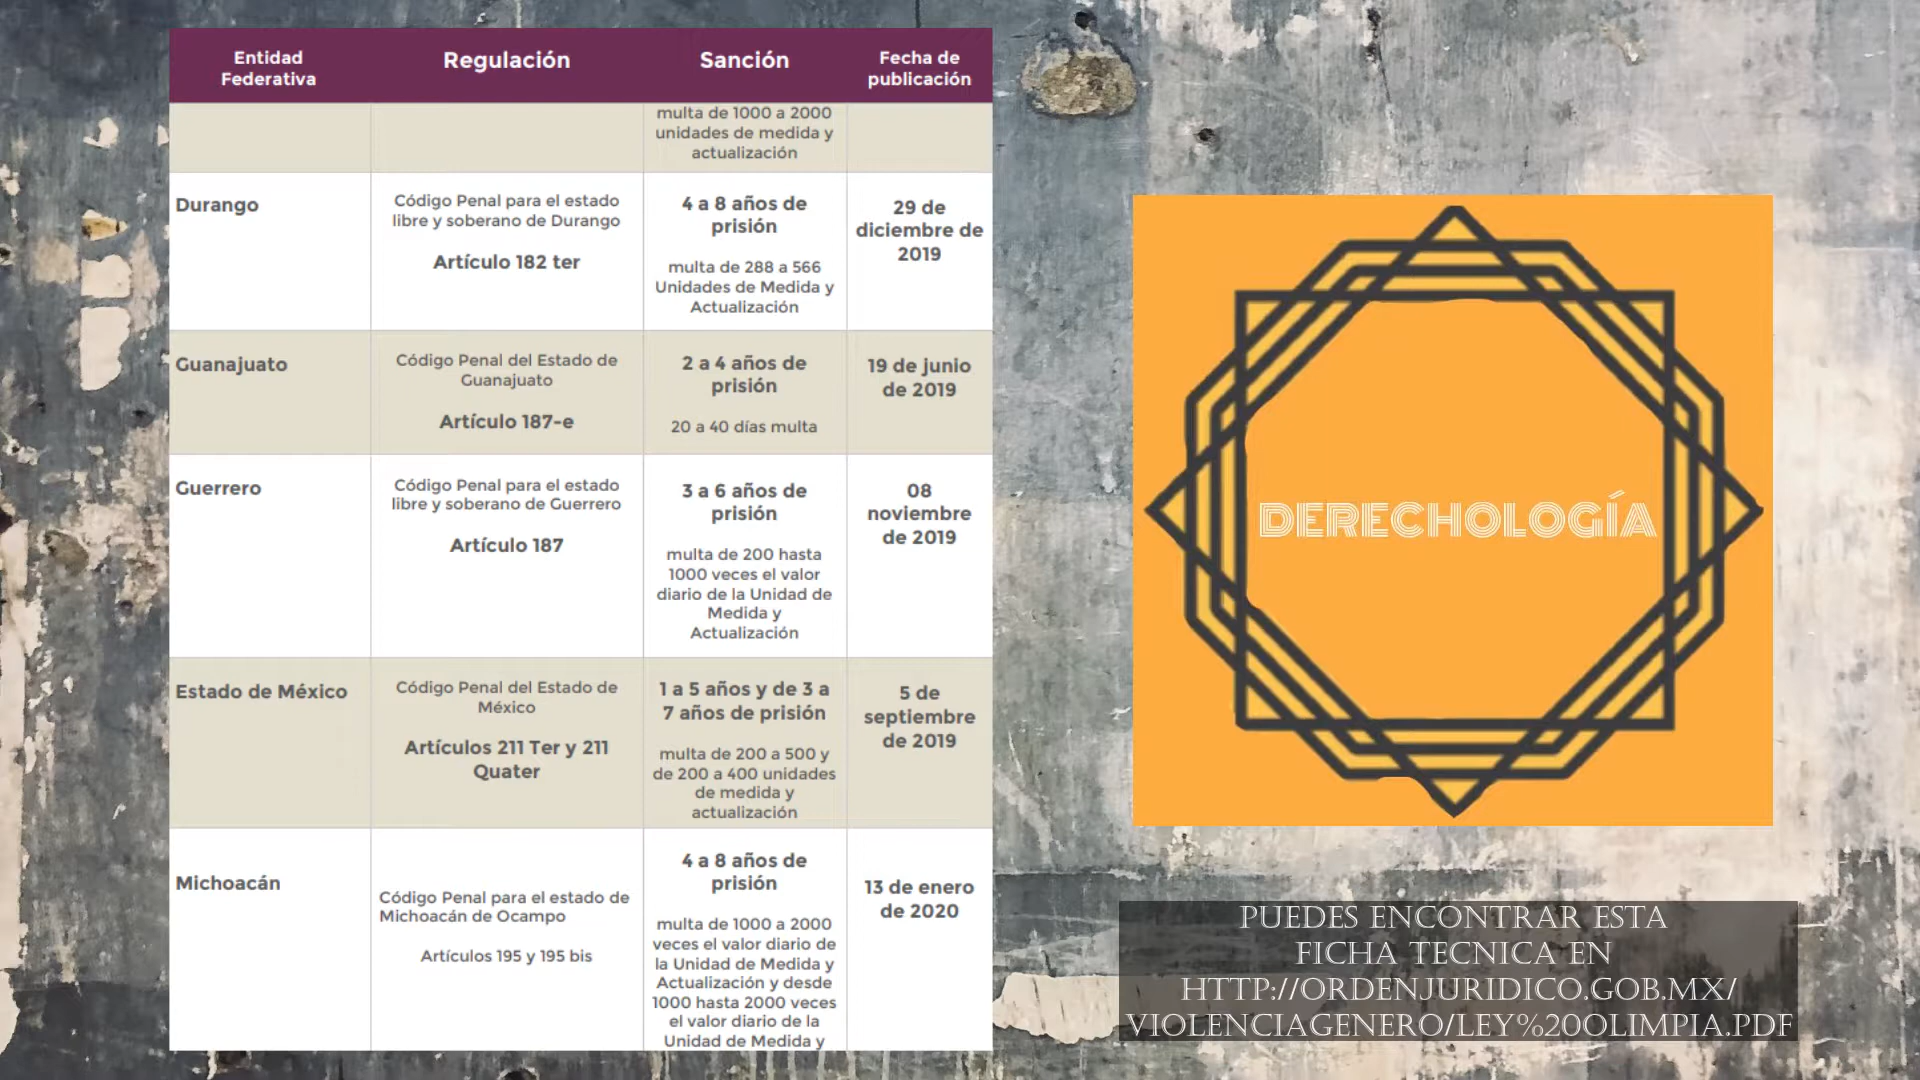 Entidad
Federativa
Regulación
Sanción
Fecha de
publicación
multa de 1000 a 2000
unidades de medida y
actualización
Durango
Código Penal para el estado
libre y soberano de Durango
Artículo 182 ter
4 a 8 años de
prisión
multa de 288 a 566
Unidades de Medida y
Actualización
29 de
diciembre de
2019
Guanajuato
Código Penal del Estado de
Guanajuato
Artículo 187-e
2 a 4 años de
prisión
20 a 40 días multa
19 de junio
de 2019
Guerrero
Código Penal para el estado
libre y soberano de Guerrero
Artículo 187
3 a 6 años de
prisión
multa de 200 hasta
1000 veces el valor
diario de la Unidad de
Medida y
Actualización
08
noviembre
de 2019
Estado de México
Código Penal del Estado de
México
Artículos 211 Ter y 211
Quater
1 a 5 años y de 3 a
7 años de prisión
multa de 200 a 500 y
de 200 a 400 unidades
de medida y
actualización
5 de
septiembre
de 2019
Michoacán
Código Penal para el estado de
Michoacán de Ocampo
Artículos 195 y 195 bis
4 a 8 años de
prisión
multa de 1000 a 2000
veces el valor diario de
la Unidad de Medida y
Actualización y desde
1000 hasta 2000 veces
el valor diario de la
Unidad de Medida y
13 de enero
de 2020
DERECHOLOGÍA
PUEDES ENCONTRAR ESTA
FICHA TECNICA EN
HTTP://ORDENJURIDICO.GOB.MX/
VIOLENCIAGENERO/LEY%20OLIMPIA.PDF